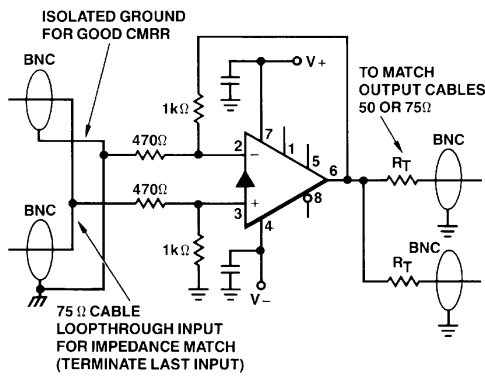 ISOLATED GROUND
FOR GOOD CMRR
BNC
V+
TO MATCH
OUTPUT CABLES
50 OR 75Ω
1kΩ
7
470Ω
2
−
1
5
6
RT
BNC
BNC
470Ω
3
+
4
8
1kΩ
BNC
RT
V−
75 Ω CABLE
LOOPTHROUGH INPUT
FOR IMPEDANCE MATCH
(TERMINATE LAST INPUT)